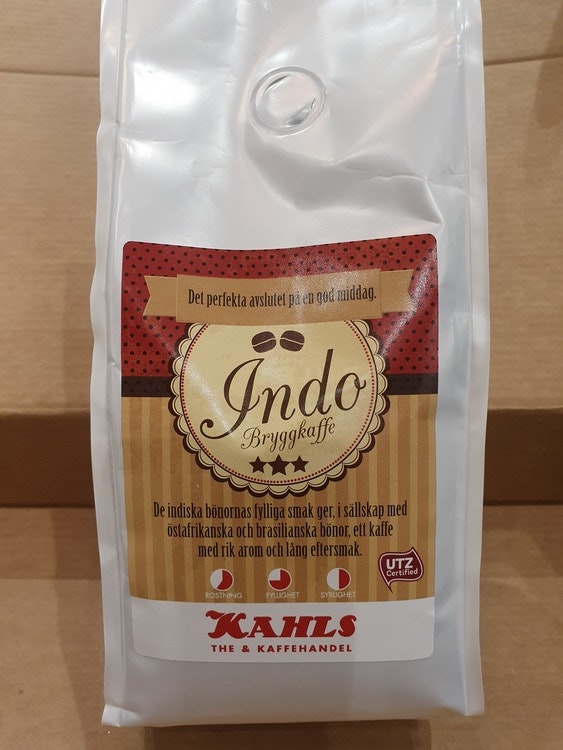 Det perfekta avslutet på en god middag.
Indo
Bryggkaffe
De indiska bönornas fylliga smak ger, i sällskap med
östafrikanska och brasilianska bönor, ett kaffe
med rik arom och lång eftersmak.
UTZ
Certified
ROSTNING FYLLIGHET SYRLIGHET
KAHLS
THE & KAFFEHANDEL